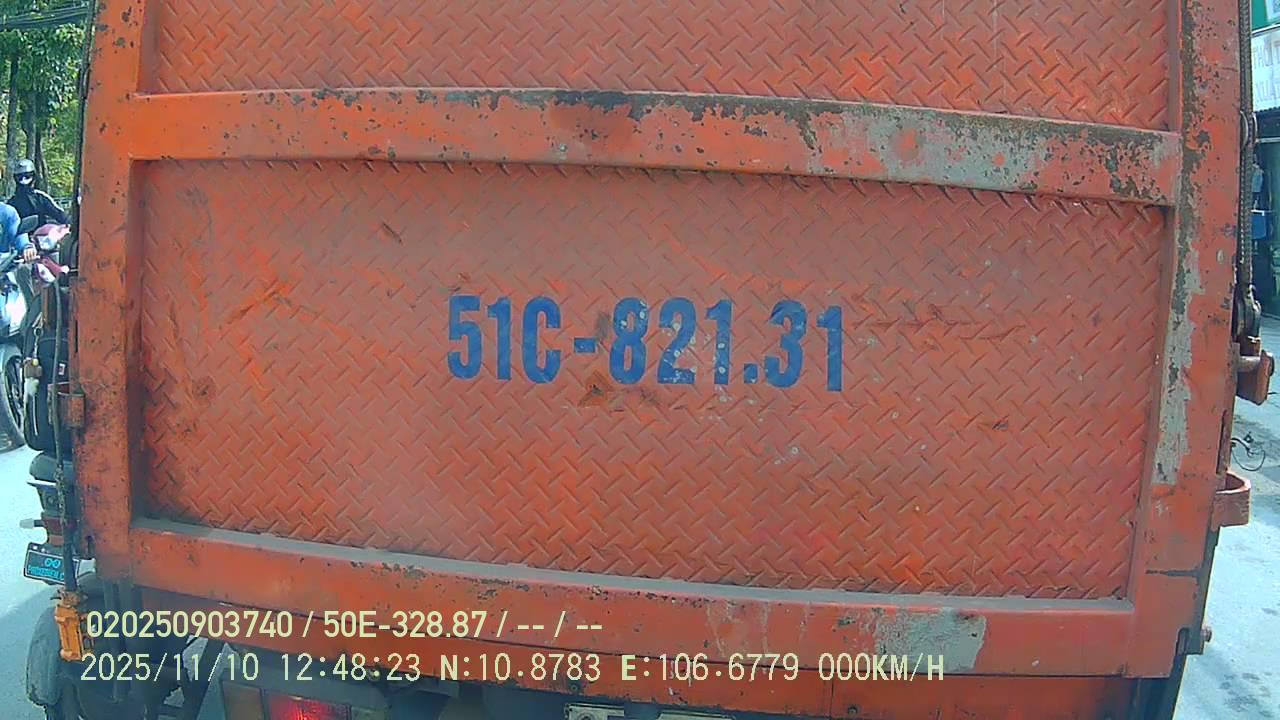 51C-821.31
020250903740 / 50E-328.87 / -- / --
2025/11/10 12:48:23 N:10.8783 E:106.6779 000KM/H